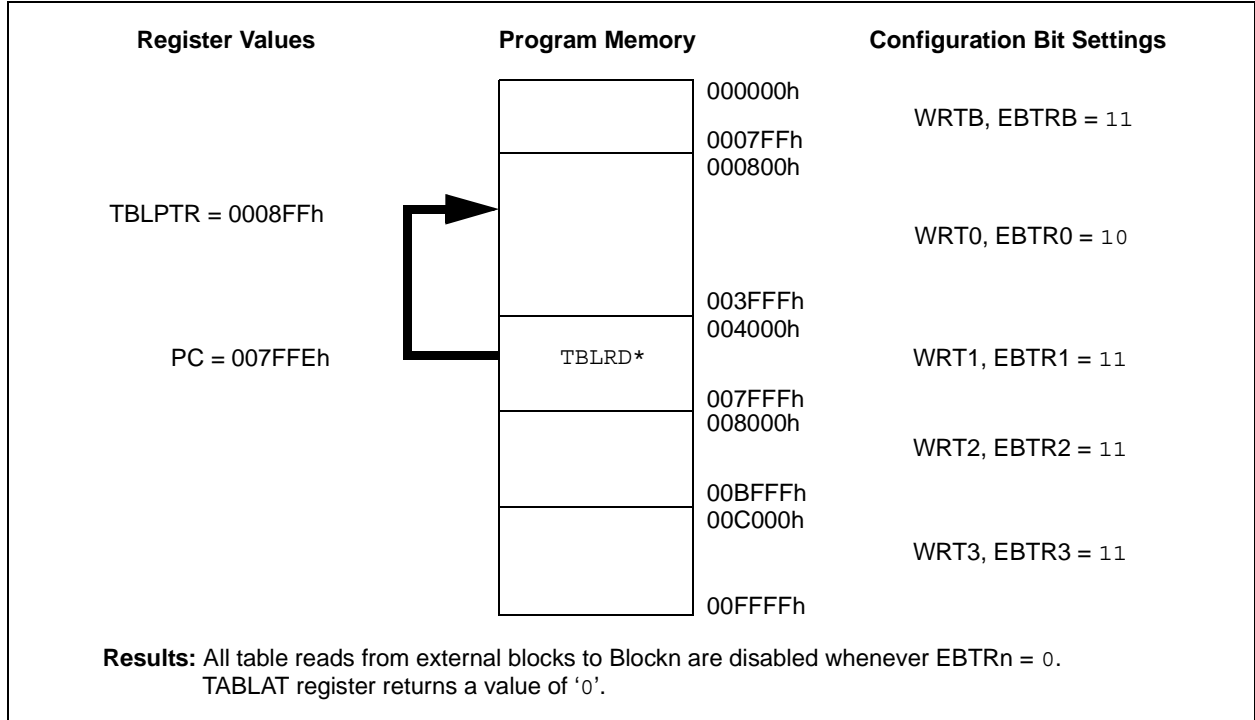 Register Values
Program Memory
Configuration Bit Settings
000000h
WRTB, EBTRB = 11
0007FFh
000800h
TBLPTR = 0008FFh
WRT0, EBTR0 = 10
003FFFh
004000h
PC = 007FFEh
TBLRD*
WRT1, EBTR1 = 11
007FFFh
008000h
WRT2, EBTR2 = 11
00BFFFh
00C000h
WRT3, EBTR3 = 11
00FFFFh
Results: All table reads from external blocks to Blockn are disabled whenever EBTRn = 0.
TABLAT register returns a value of ‘0’.